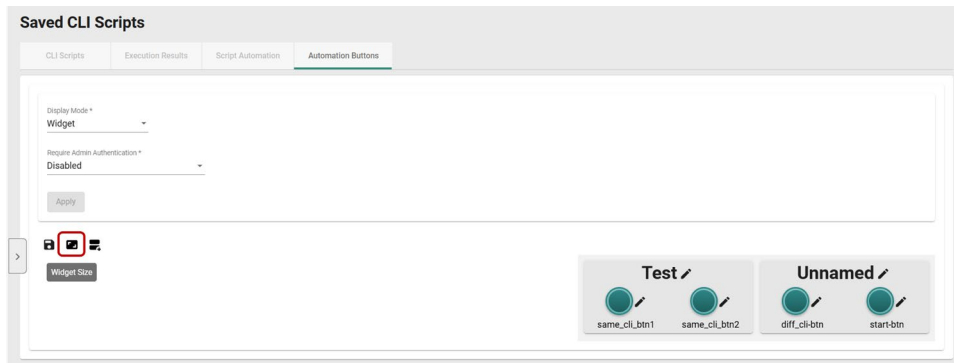 Saved CLI Scripts
CLI Scripts Execution Results Script Automation Automation Buttons
Display Mode *
Widget
Require Admin Authentication *
Disabled
Apply
Widget Size
Test Unnamed
same_cli_btn1 same_cli_btn2 diff_cli-btn start-btn